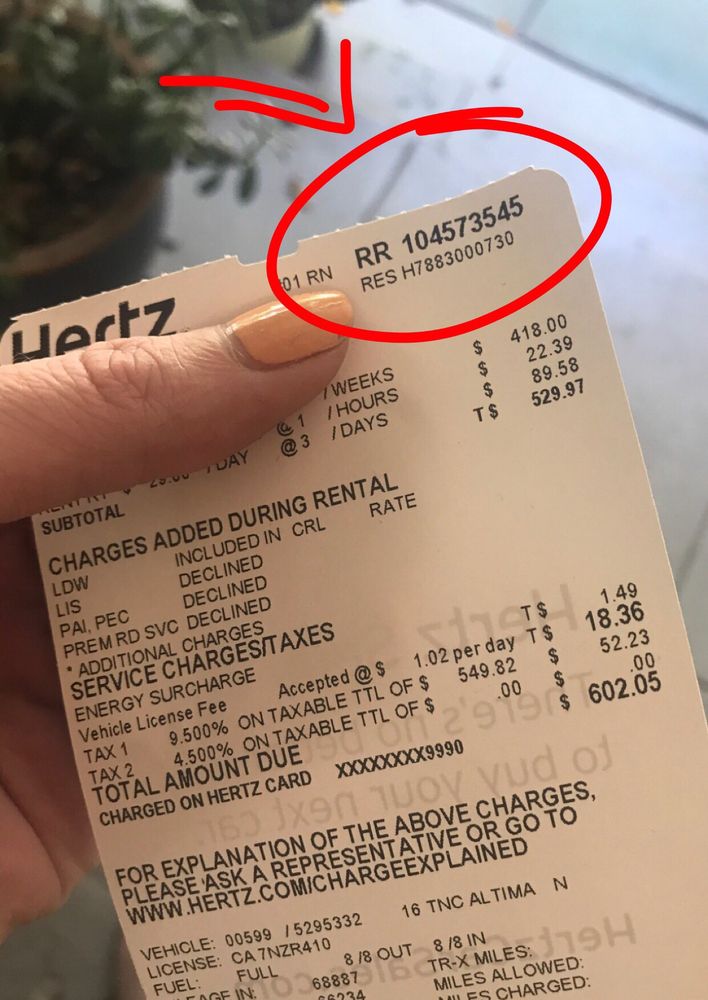 RR 104573545
01 RN RES H7883000730
Hertz
$ 418.00
/WEEKS $ 22.39
@ 1 /HOURS $ 89.58
/DAY @ 3 /DAYS T $ 529.97
SUBTOTAL
CHARGES ADDED DURING RENTAL
LDW INCLUDED IN CRL RATE
LIS DECLINED
PAI, PEC DECLINED
PREM RD SVC DECLINED
* ADDITIONAL CHARGES
SERVICE CHARGES/TAXES
ENERGY SURCHARGE T $ 1.49
Vehicle License Fee Accepted @ $ 1.02 per day T $ 18.36
TAX 1 9.500% ON TAXABLE TTL OF $ 549.82 $ 52.23
TAX 2 4.500% ON TAXABLE TTL OF $ .00 $ .00
TOTAL AMOUNT DUE $ 602.05
CHARGED ON HERTZ CARD XXXXXXXX9990
FOR EXPLANATION OF THE ABOVE CHARGES,
PLEASE ASK A REPRESENTATIVE OR GO TO
WWW.HERTZ.COM/CHARGEEXPLAINED
VEHICLE: 00599 /5295332 16 TNC ALTIMA N
LICENSE: CA 7NZR410
FUEL: FULL 8 /8 OUT 8 /8 IN
68887 TR-X MILES:
MILES ALLOWED:
MILES CHARGED: